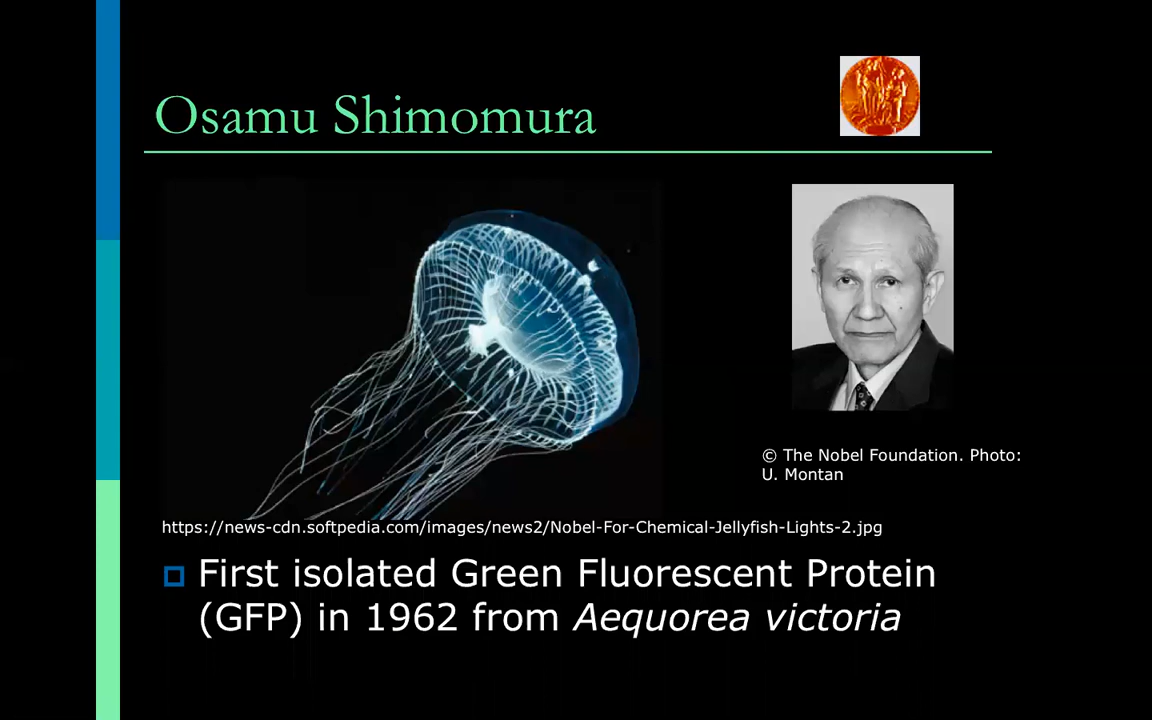 Osamu Shimomura
© The Nobel Foundation. Photo:
U. Montan
https://news-cdn.softpedia.com/images/news2/Nobel-For-Chemical-Jellyfish-Lights-2.jpg
First isolated Green Fluorescent Protein
(GFP) in 1962 from Aequorea victoria